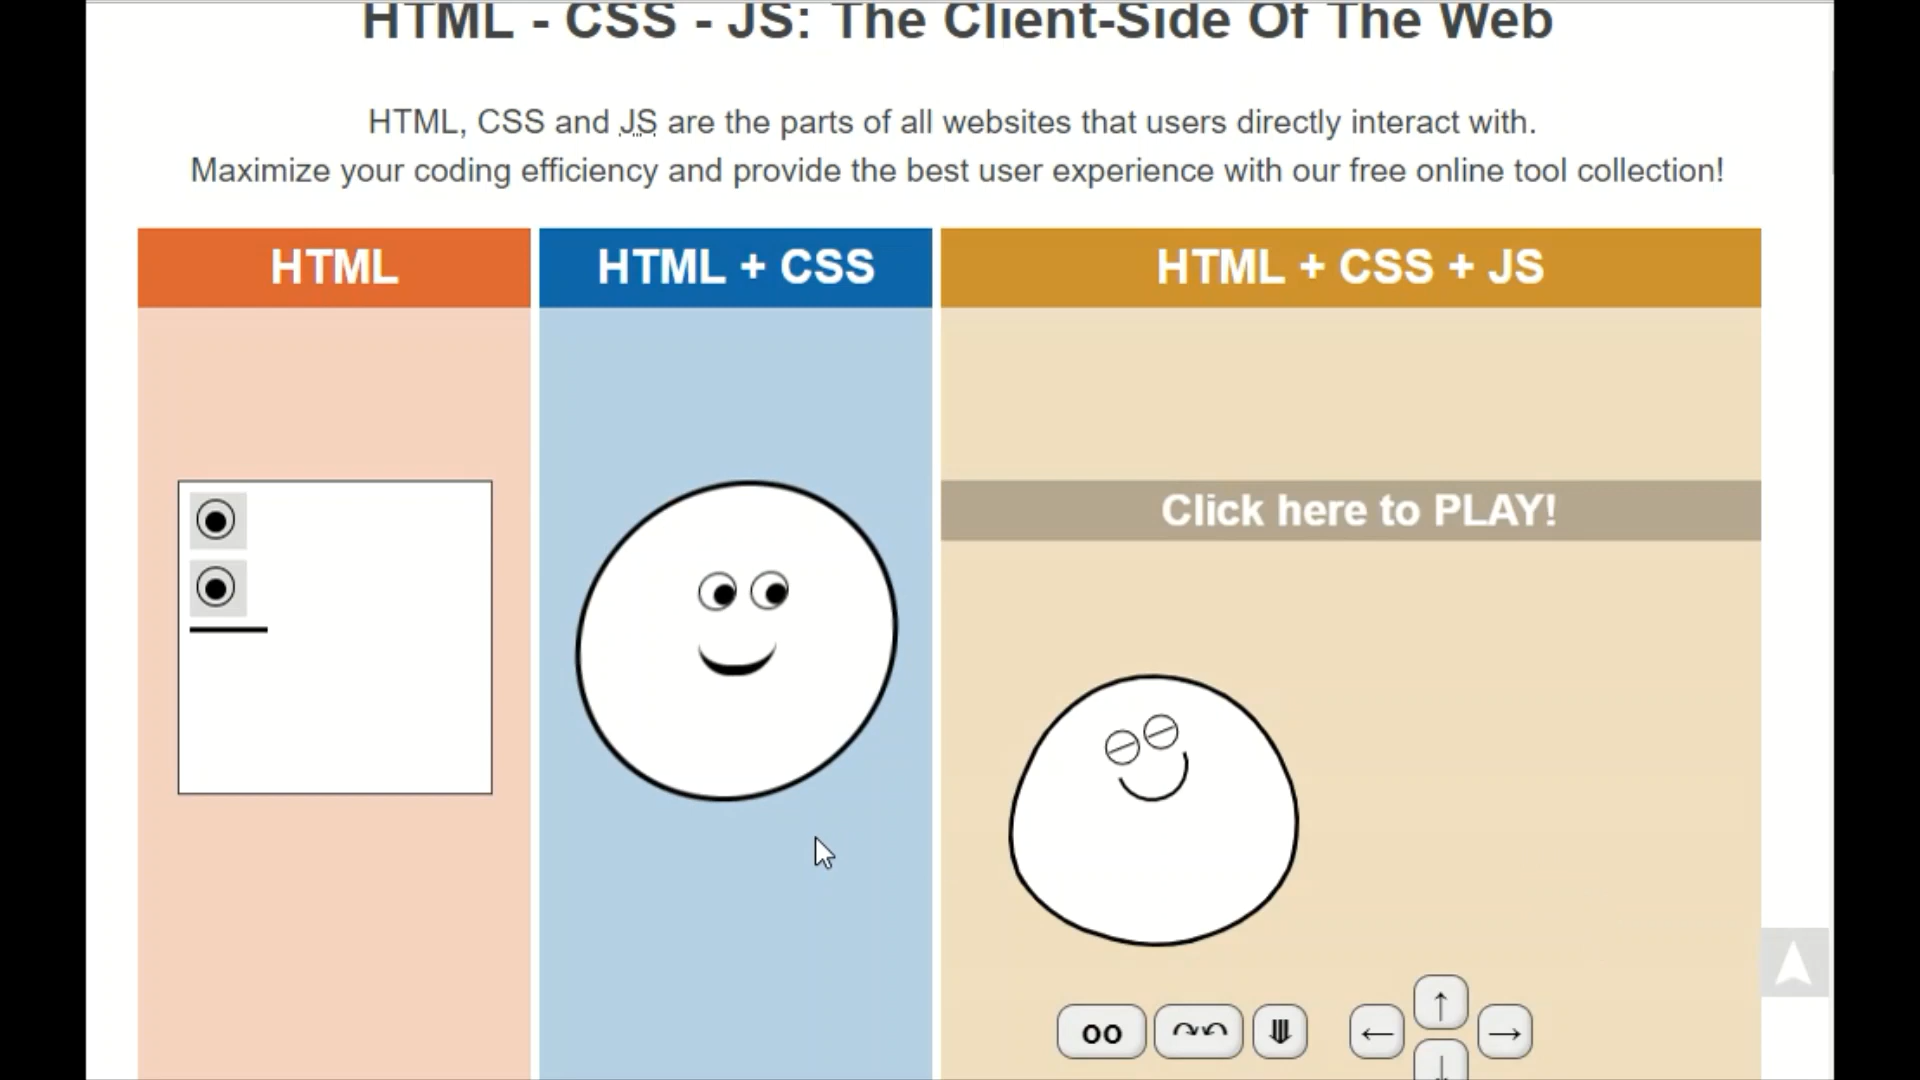 HTML - CSS - JS: The Client-Side Of The Web
HTML, CSS and JS are the parts of all websites that users directly interact with.
Maximize your coding efficiency and provide the best user experience with our free online tool collection!
HTML
HTML + CSS
HTML + CSS + JS
Click here to PLAY!
oo
↑
← →
↓